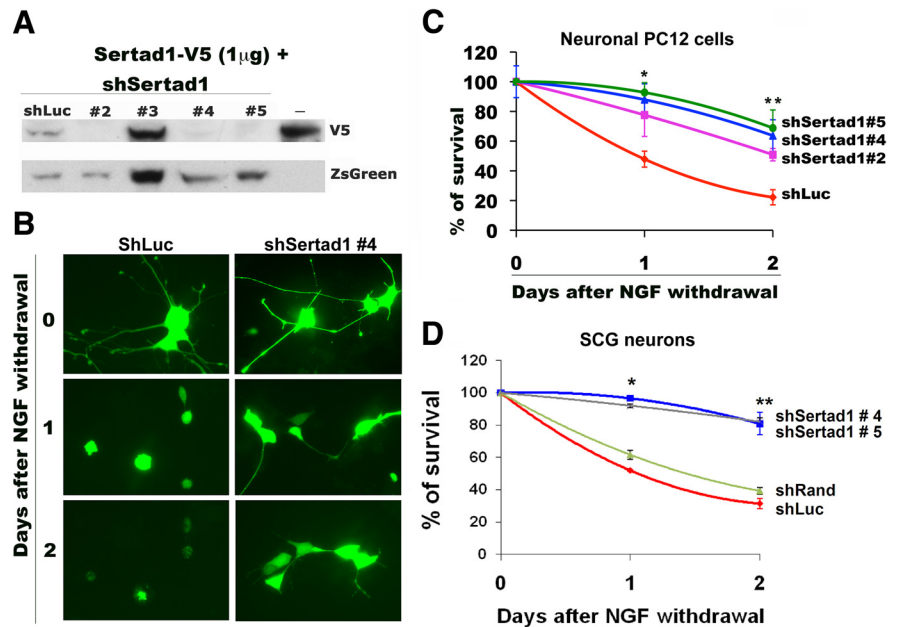 A
Sertad1-V5 (1μg) +
shSertad1
shLuc #2 #3 #4 #5 –
V5
ZsGreen
B
ShLuc shSertad1 #4
Days after NGF withdrawal
0
1
2
C
Neuronal PC12 cells
% of survival
120
100
80
60
40
20
0
*
**
shSertad1#5
shSertad1#4
shSertad1#2
shLuc
0 1 2
Days after NGF withdrawal
D
SCG neurons
% of survival
120
100
80
60
40
20
0
*
**
shSertad1 # 4
shSertad1 # 5
shRand
shLuc
0 1 2
Days after NGF withdrawal